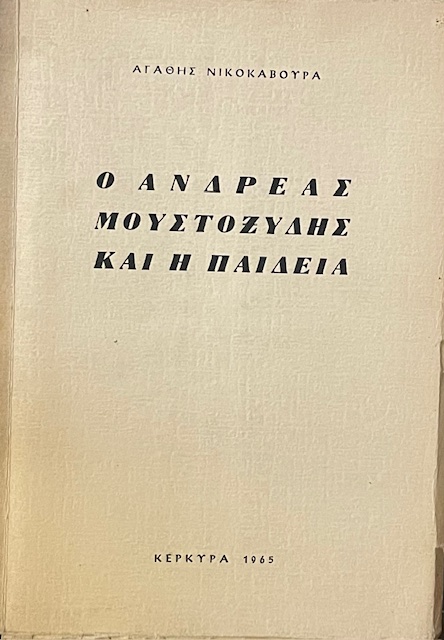 ΑΓΑΘΗΣ ΝΙΚΟΚΑΒΟΥΡΑ
Ο ΑΝΔΡΕΑΣ
ΜΟΥΣΤΟΞΥΔΗΣ
ΚΑΙ Η ΠΑΙΔΕΙΑ
ΚΕΡΚΥΡΑ 1965